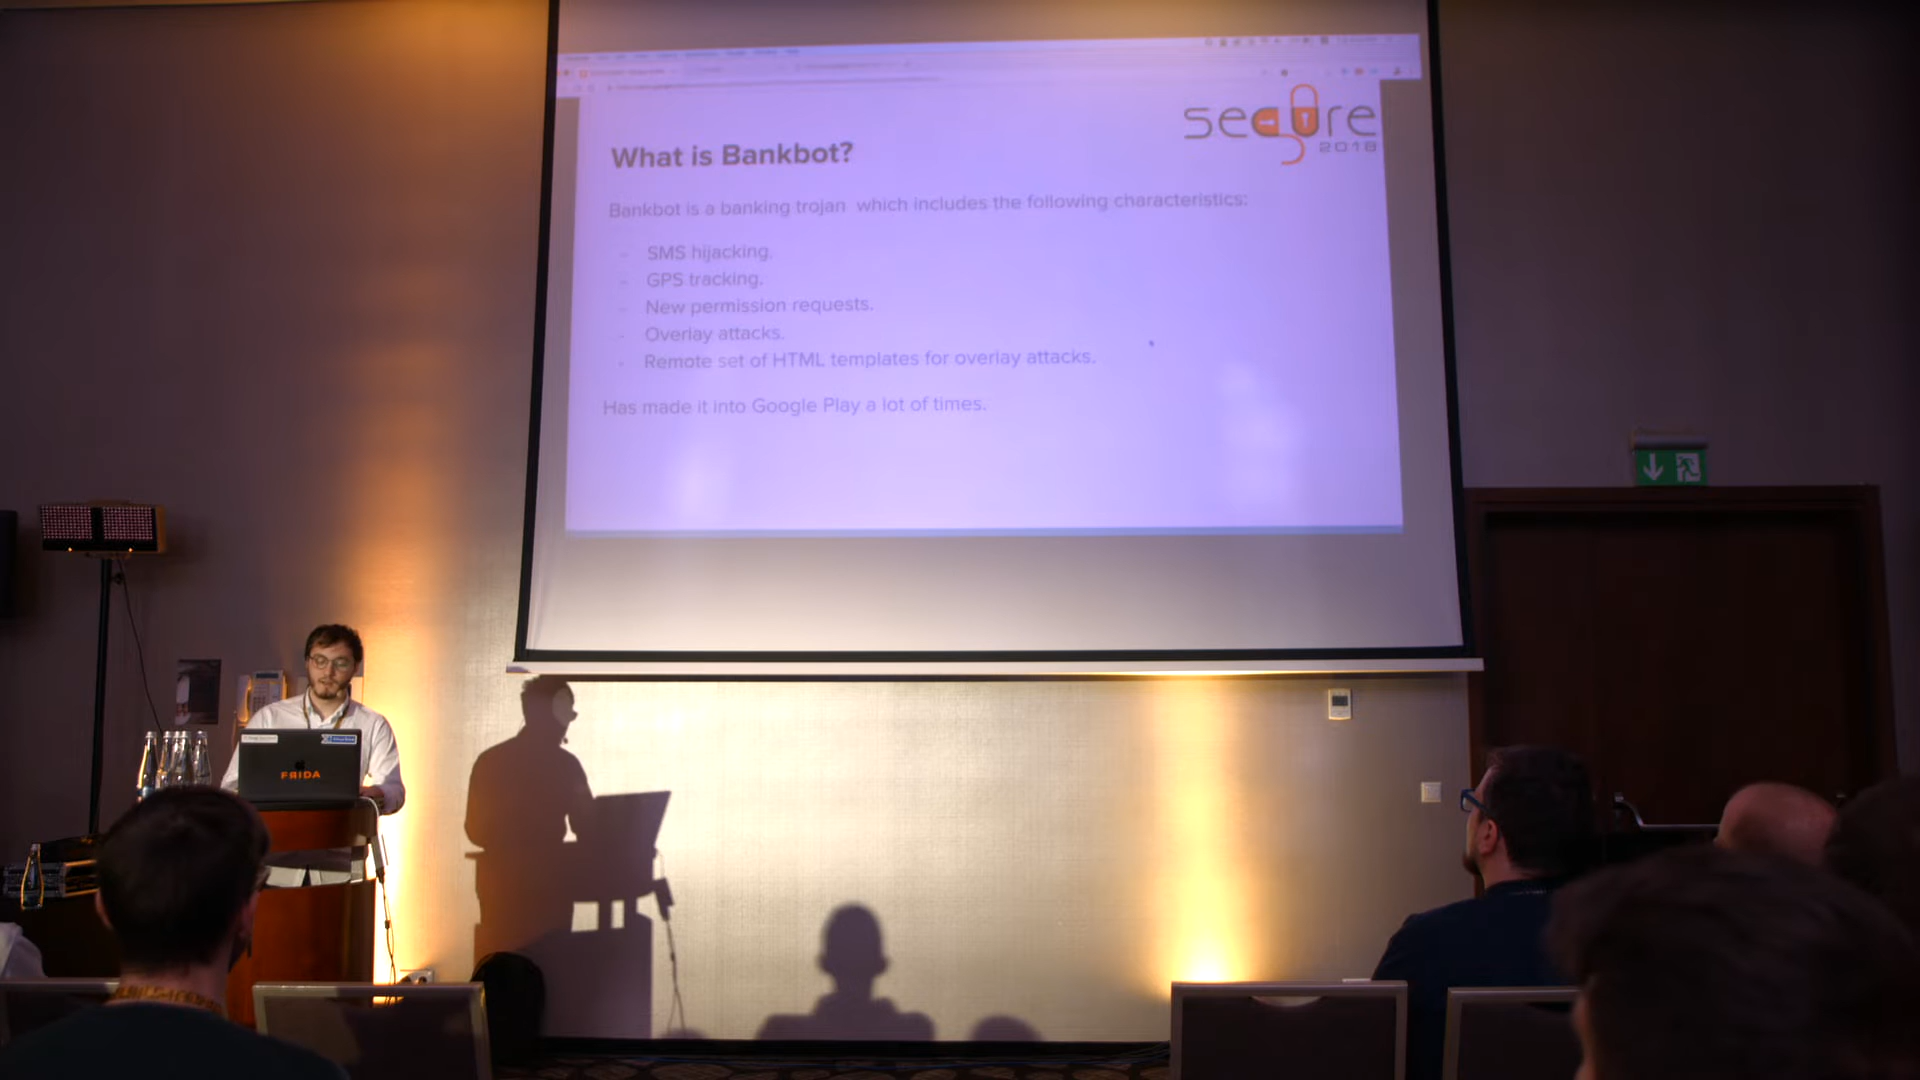 secure
2018
What is Bankbot?
Bankbot is a banking trojan which includes the following characteristics:
- SMS hijacking.
- GPS tracking.
- New permission requests.
- Overlay attacks.
- Remote set of HTML templates for overlay attacks.
Has made it into Google Play a lot of times.
FRIDA